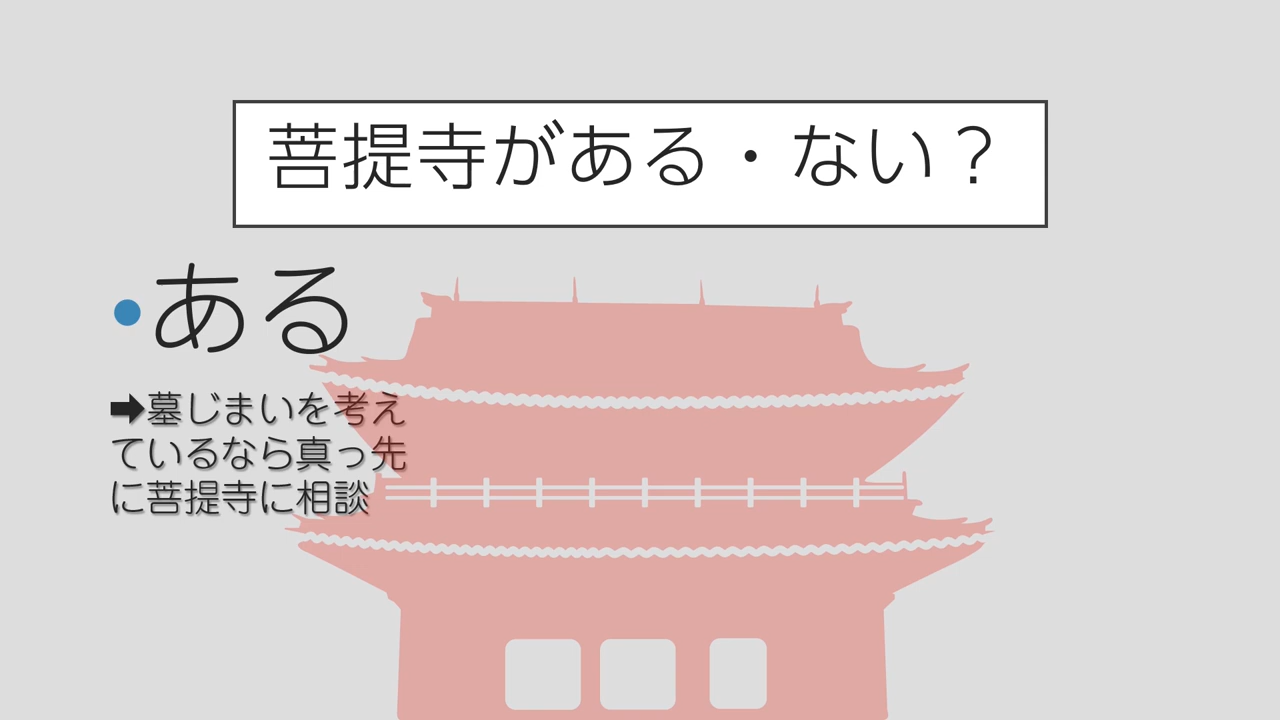 菩提寺がある・ない？
•ある
➡墓じまいを考え
ているなら真っ先
に菩提寺に相談